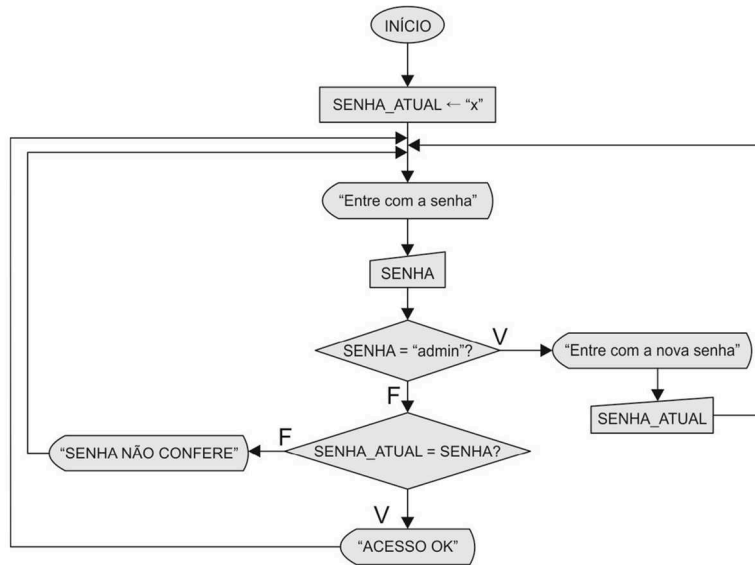 INÍCIO
SENHA_ATUAL ← “x”
“Entre com a senha”
SENHA
SENHA = “admin”?
V
“Entre com a nova senha”
F
SENHA_ATUAL
“SENHA NÃO CONFERE”
F
SENHA_ATUAL = SENHA?
V
“ACESSO OK”